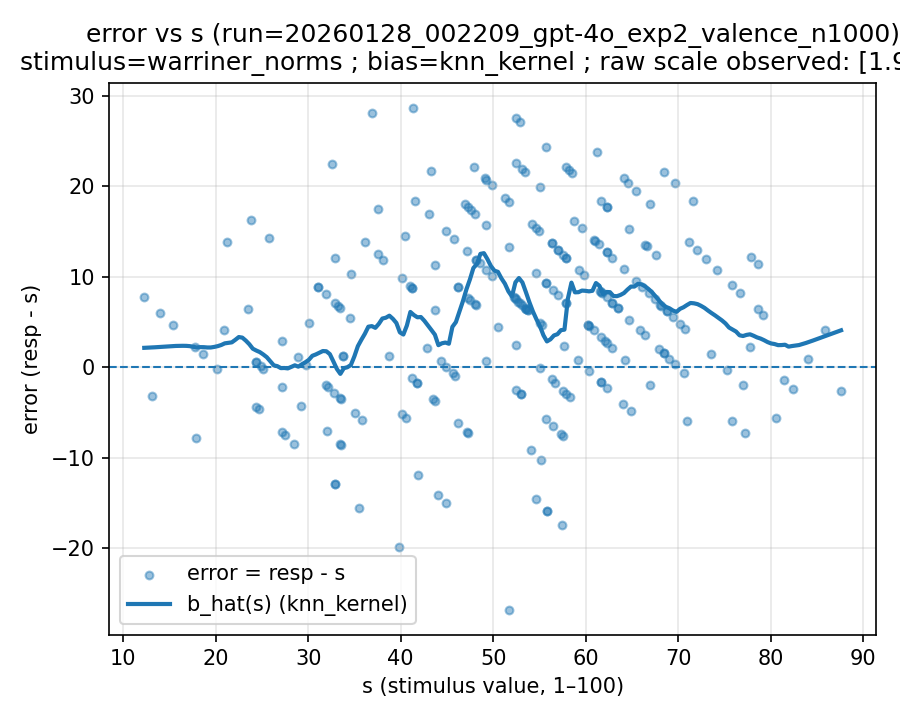 error vs s (run=20260128_002209_gpt-4o_exp2_valence_n1000)
stimulus=warriner_norms ; bias=knn_kernel ; raw scale observed: [1.9
30
20
10
0
−10
−20
error (resp - s)
error = resp - s
b_hat(s) (knn_kernel)
10 20 30 40 50 60 70 80 90
s (stimulus value, 1–100)